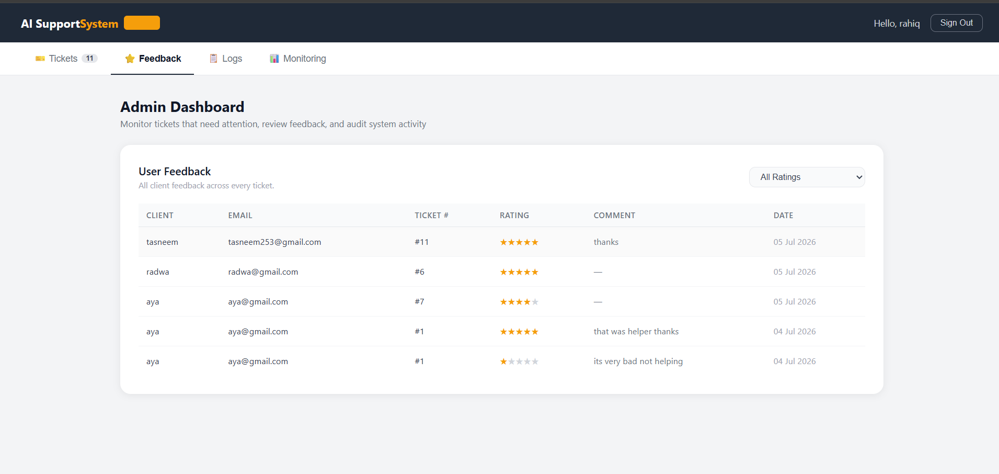 AI SupportSystem
Hello, rahiq
Sign Out
Tickets 11
Feedback
Logs
Monitoring
Admin Dashboard
Monitor tickets that need attention, review feedback, and audit system activity
User Feedback
All client feedback across every ticket.
All Ratings
CLIENT EMAIL TICKET # RATING COMMENT DATE
tasneem tasneem253@gmail.com #11 ★★★★★ thanks 05 Jul 2026
radwa radwa@gmail.com #6 ★★★★★ — 05 Jul 2026
aya aya@gmail.com #7 ★★★★★ — 05 Jul 2026
aya aya@gmail.com #1 ★★★★★ that was helper thanks 04 Jul 2026
aya aya@gmail.com #1 ★★★★★ its very bad not helping 04 Jul 2026